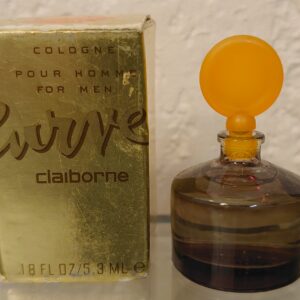 COLOGNE
POUR HOMME
FOR MEN
Curve
claiborne
.18 FL OZ/5.3 ML e